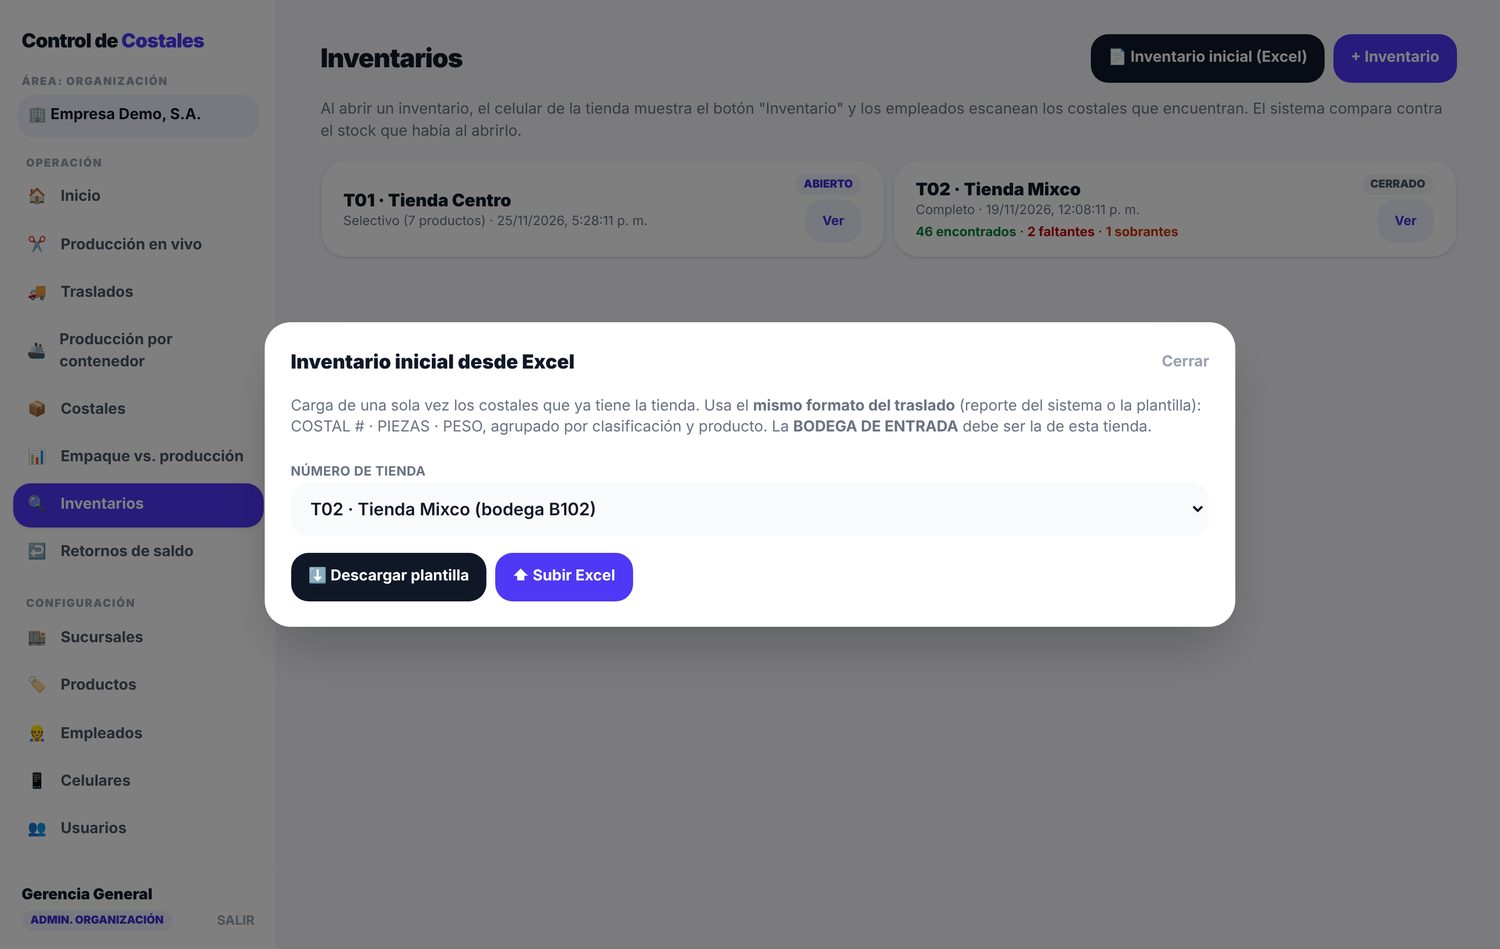 Control de Costales
ÁREA: ORGANIZACIÓN
Empresa Demo, S.A.
OPERACIÓN
Inicio
Producción en vivo
Traslados
Producción por
contenedor
Costales
Empaque vs. producción
Inventarios
Retornos de saldo
CONFIGURACIÓN
Sucursales
Productos
Empleados
Celulares
Usuarios
Gerencia General
ADMIN. ORGANIZACIÓN
SALIR
Inventarios
Inventario inicial (Excel)
+ Inventario
Al abrir un inventario, el celular de la tienda muestra el botón "Inventario" y los empleados escanean los costales que encuentran. El sistema compara contra
el stock que había al abrirlo.
T01 · Tienda Centro
Selectivo (7 productos) · 25/11/2026, 5:28:11 p. m.
ABIERTO
Ver
T02 · Tienda Mixco
Completo · 19/11/2026, 12:08:11 p. m.
46 encontrados · 2 faltantes · 1 sobrantes
CERRADO
Ver
Inventario inicial desde Excel
Cerrar
Carga de una sola vez los costales que ya tiene la tienda. Usa el mismo formato del traslado (reporte del sistema o la plantilla):
COSTAL # · PIEZAS · PESO, agrupado por clasificación y producto. La BODEGA DE ENTRADA debe ser la de esta tienda.
NÚMERO DE TIENDA
T02 · Tienda Mixco (bodega B102)
Descargar plantilla
Subir Excel